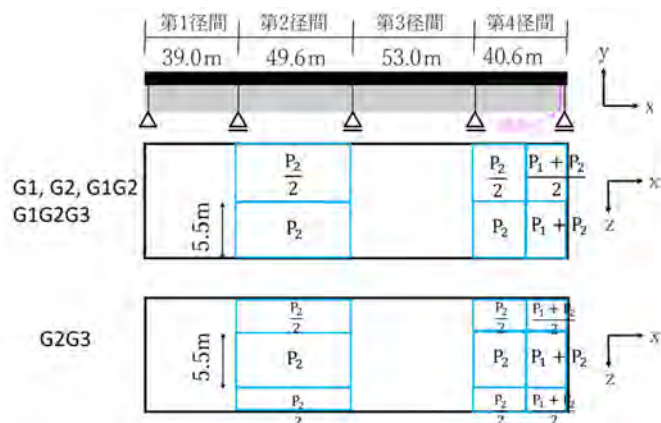 第1径間 第2径間 第3径間 第4径間
39.0m 49.6m 53.0m 40.6m
y
x
G1, G2, G1G2
G1G2G3
P₂/2 P₂/2 P₁ + P₂/2
x
z
5.5m
P₂ P₂ P₁ + P₂
P₂/2 P₂/2 P₁ + P₂/2
G2G3
x
z
5.5m
P₂ P₂ P₁ + P₂
P₂/2 P₂/2 P₁ + P₂/2